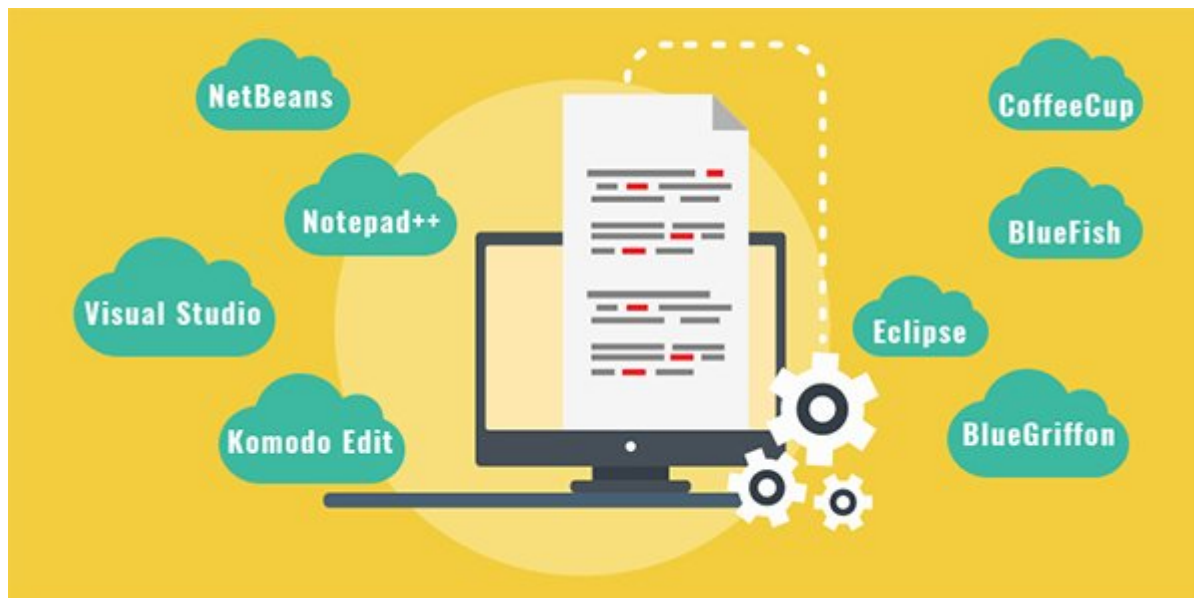 NetBeans
CoffeeCup
Notepad++
BlueFish
Visual Studio
Eclipse
Komodo Edit
BlueGriffon